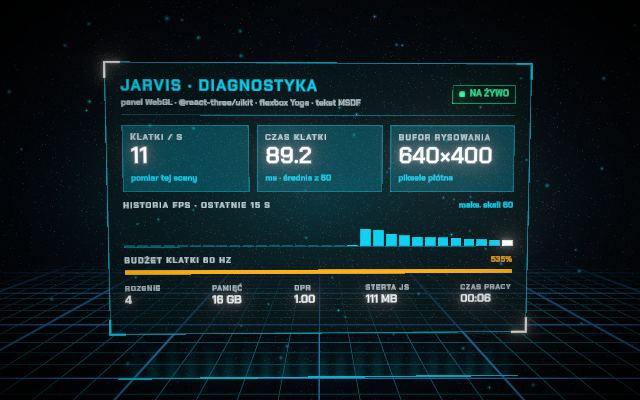 JARVIS · DIAGNOSTYKA
panel WebGL · @react-three/uikit · flexbox Yoga · tekst MSDF
NA ŻYWO
KLATKI / S
11
pomiar tej sceny
CZAS KLATKI
89.2
ms · średnia z 60
BUFOR RYSOWANIA
640×400
piksele płótna
HISTORIA FPS · OSTATNIE 15 S
maks. skali 60
BUDŻET KLATKI 60 HZ
535%
RDZENIE
4
PAMIĘĆ
16 GB
DPR
1.00
STERTA JS
111 MB
CZAS PRACY
00:06